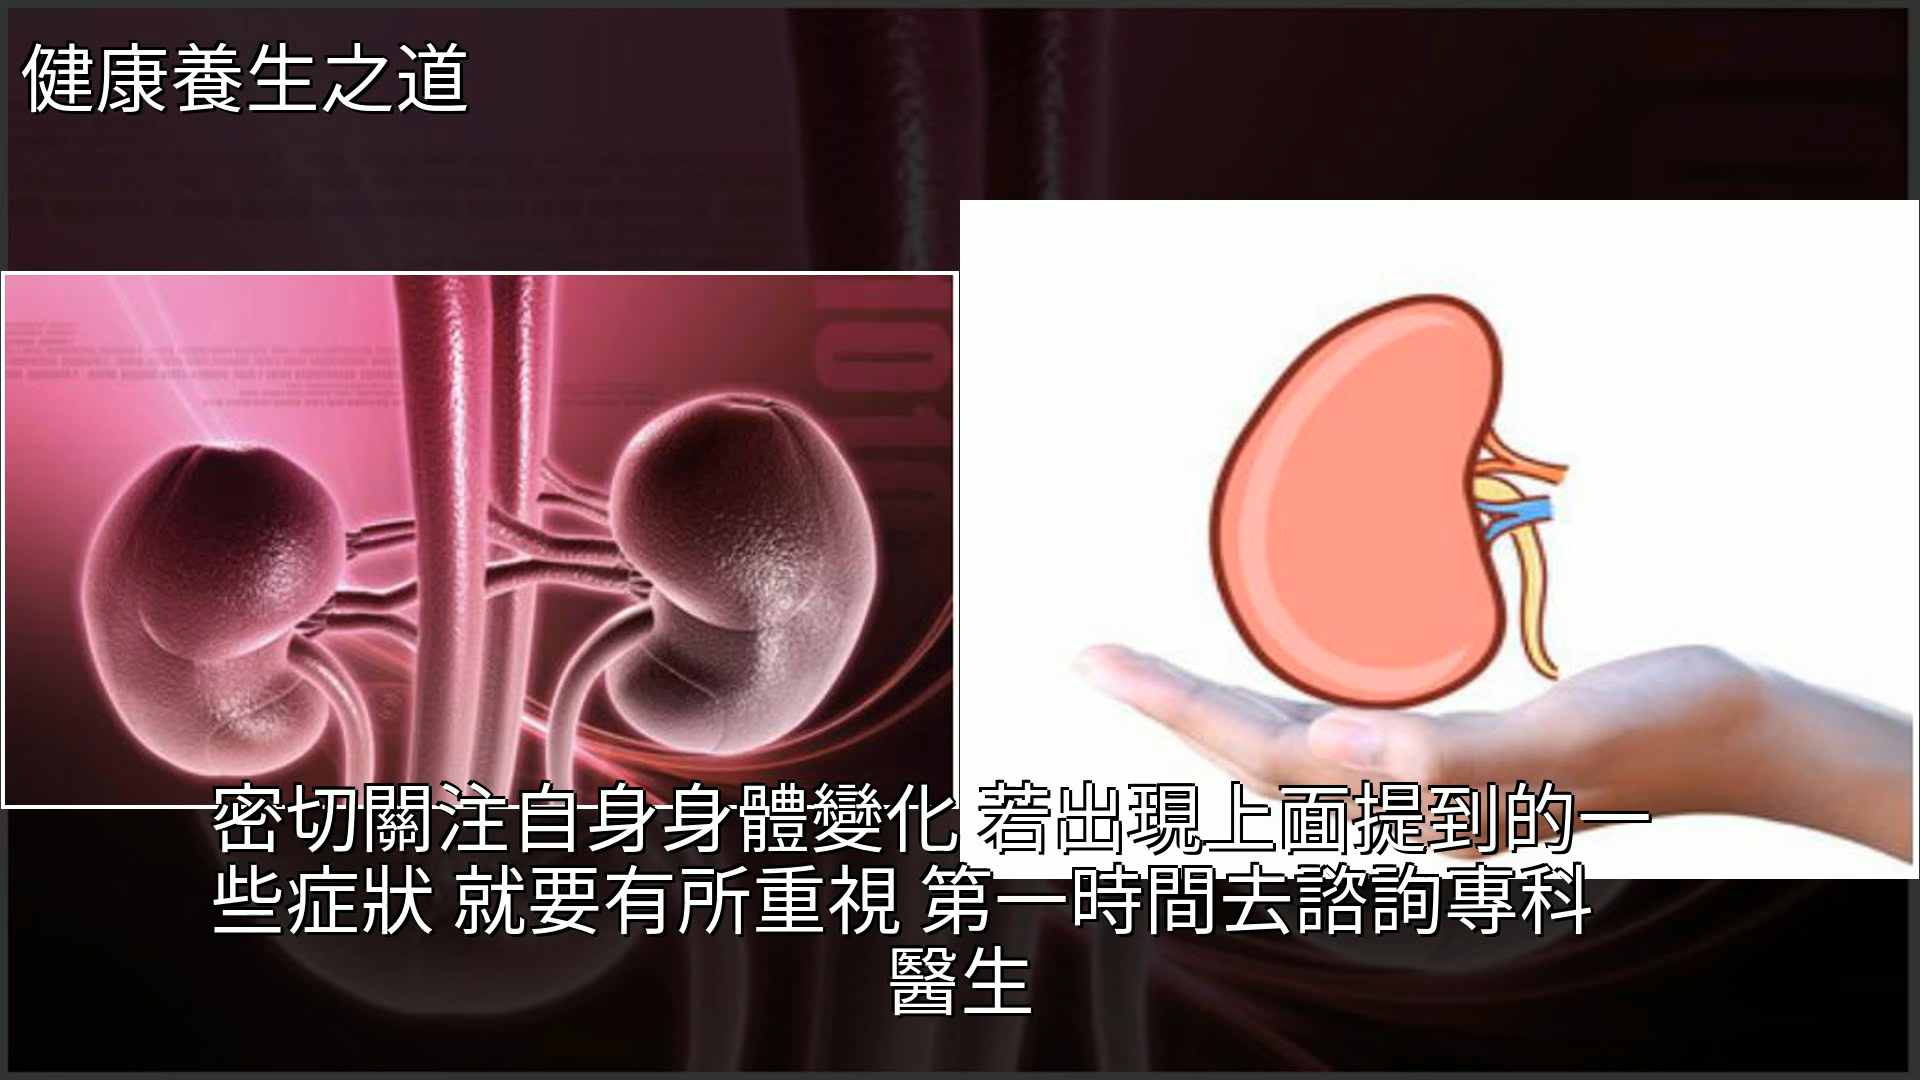 健康養生之道
密切關注自身身體變化 若出現上面提到的一
些症狀 就要有所重視 第一時間去諮詢專科
醫生